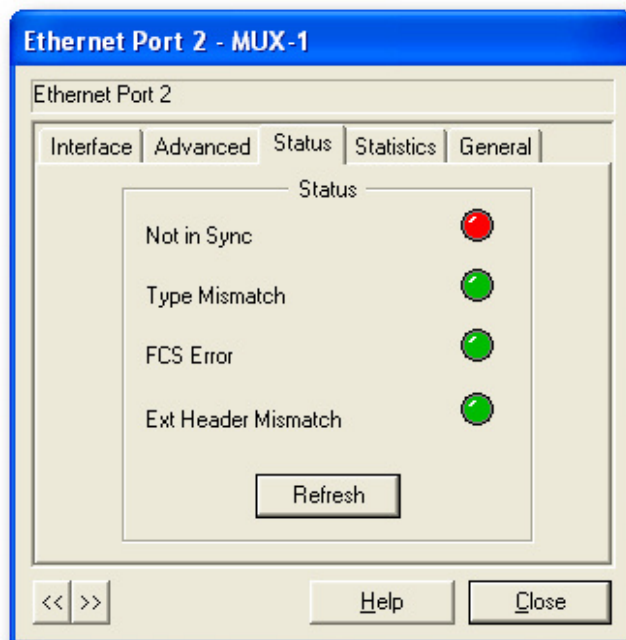 Ethernet Port 2 - MUX-1
Ethernet Port 2
Interface Advanced Status Statistics General
Status
Not in Sync
Type Mismatch
FCS Error
Ext Header Mismatch
Refresh
<< >> Help Close